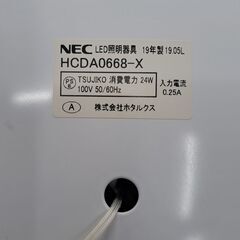 NEC LED照明器具 19年製 19.05L
HCDA0668-X
PS E TSUJIKO 消費電力 24W 入力電流
100V 50/60Hz 0.25A
A 株式会社ホタルクス